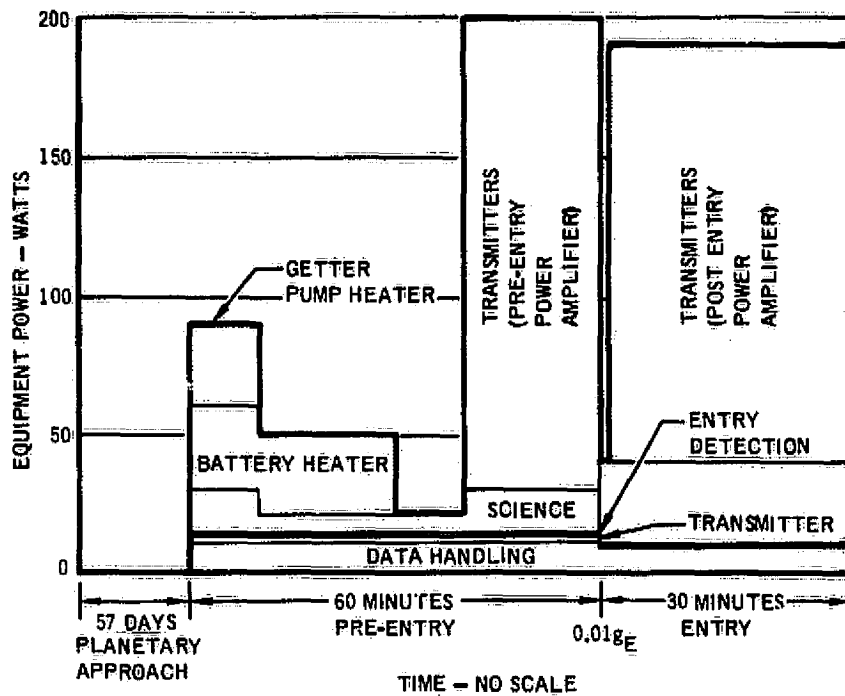 EQUIPMENT POWER – WATTS
200
150
100
50
0
GETTER
PUMP HEATER
BATTERY HEATER
TRANSMITTERS
(PRE-ENTRY
POWER
AMPLIFIER)
TRANSMITTERS
(POST ENTRY
POWER
AMPLIFIER)
ENTRY
DETECTION
SCIENCE
TRANSMITTER
DATA HANDLING
57 DAYS
PLANETARY
APPROACH
60 MINUTES
PRE-ENTRY
0.01gE
30 MINUTES
ENTRY
TIME – NO SCALE